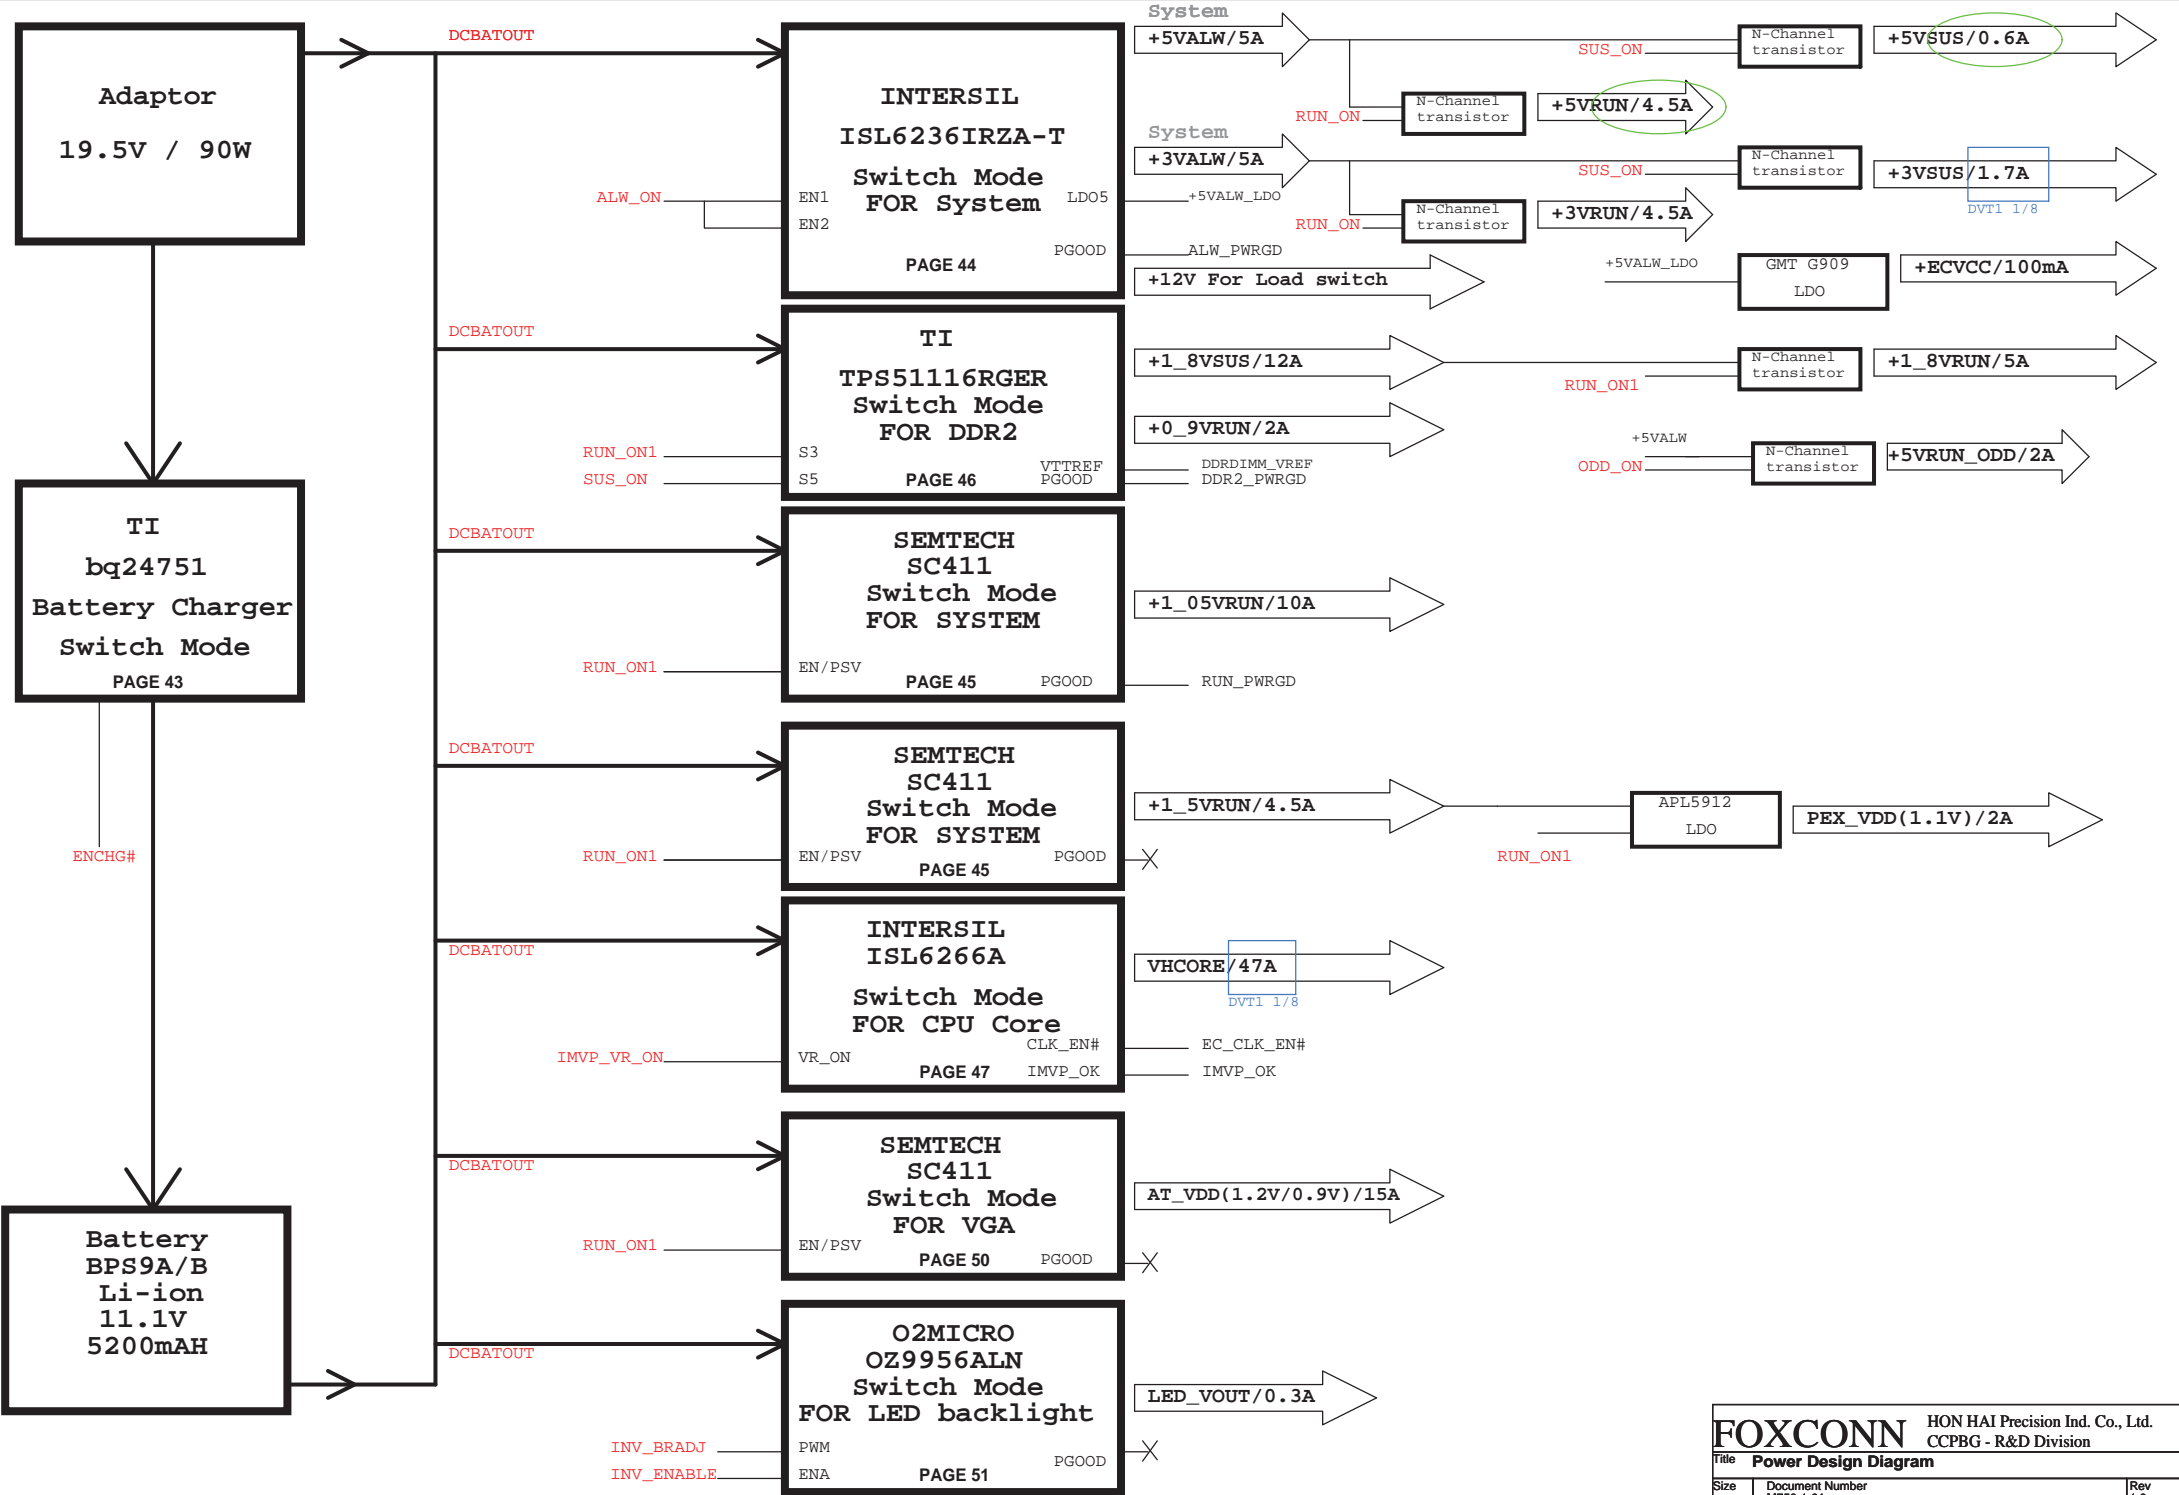 Adaptor
19.5V / 90W
TI
bq24751
Battery Charger
Switch Mode
PAGE 43
ENCHG#
Battery
BPS9A/B
Li-ion
11.1V
5200mAH
DCBATOUT
INTERSIL
ISL6236IRZA-T
Switch Mode
FOR System
ALW_ON
EN1
EN2
LDO5
+5VALW_LDO
PGOOD
ALW_PWRGD
PAGE 44
System
+5VALW/5A
SUS_ON
N-Channel
transistor
+5VSUS/0.6A
RUN_ON
N-Channel
transistor
+5VRUN/4.5A
System
+3VALW/5A
SUS_ON
N-Channel
transistor
+3VSUS/1.7A
DVT1 1/8
RUN_ON
N-Channel
transistor
+3VRUN/4.5A
+12V For Load switch
+5VALW_LDO
GMT G909
LDO
+ECVCC/100mA
DCBATOUT
TI
TPS51116RGER
Switch Mode
FOR DDR2
RUN_ON1
S3
SUS_ON
S5
PAGE 46
VTTREF
PGOOD
DDRDIMM_VREF
DDR2_PWRGD
+1_8VSUS/12A
RUN_ON1
N-Channel
transistor
+1_8VRUN/5A
+0_9VRUN/2A
+5VALW
ODD_ON
N-Channel
transistor
+5VRUN_ODD/2A
DCBATOUT
SEMTECH
SC411
Switch Mode
FOR SYSTEM
RUN_ON1
EN/PSV
PAGE 45
PGOOD
RUN_PWRGD
+1_05VRUN/10A
DCBATOUT
SEMTECH
SC411
Switch Mode
FOR SYSTEM
RUN_ON1
EN/PSV
PAGE 45
PGOOD
+1_5VRUN/4.5A
RUN_ON1
APL5912
LDO
PEX_VDD(1.1V)/2A
DCBATOUT
INTERSIL
ISL6266A
Switch Mode
FOR CPU Core
IMVP_VR_ON
VR_ON
PAGE 47
CLK_EN#
IMVP_OK
EC_CLK_EN#
IMVP_OK
VHCORE/47A
DVT1 1/8
DCBATOUT
SEMTECH
SC411
Switch Mode
FOR VGA
RUN_ON1
EN/PSV
PAGE 50
PGOOD
AT_VDD(1.2V/0.9V)/15A
DCBATOUT
O2MICRO
OZ9956ALN
Switch Mode
FOR LED backlight
INV_BRADJ
PWM
INV_ENABLE
ENA
PAGE 51
PGOOD
LED_VOUT/0.3A
FOXCONN
HON HAI Precision Ind. Co., Ltd.
CCPBG - R&D Division
Title
Power Design Diagram
Size
Document Number
Rev